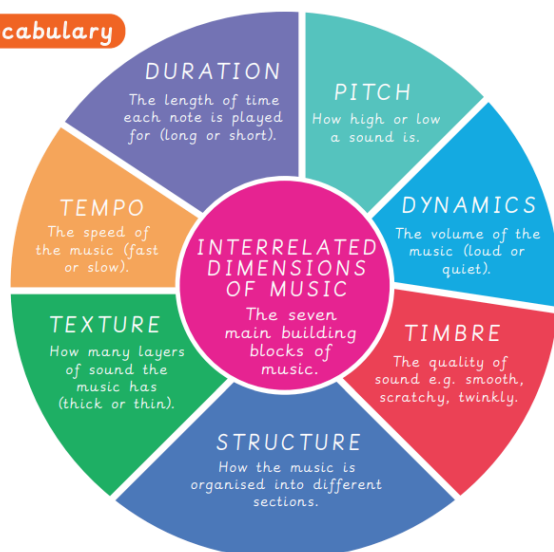 cabulary
DURATION
The length of time
each note is played
for (long or short).
PITCH
How high or low
a sound is.
DYNAMICS
The volume of the
music (loud or
quiet).
TIMBRE
The quality of
sound e.g. smooth,
scratchy, twinkly.
STRUCTURE
How the music is
organised into different
sections.
TEXTURE
How many layers
of sound the
music has
(thick or thin).
TEMPO
The speed of
the music (fast
or slow).
INTERRELATED
DIMENSIONS
OF MUSIC
The seven
main building
blocks of
music.